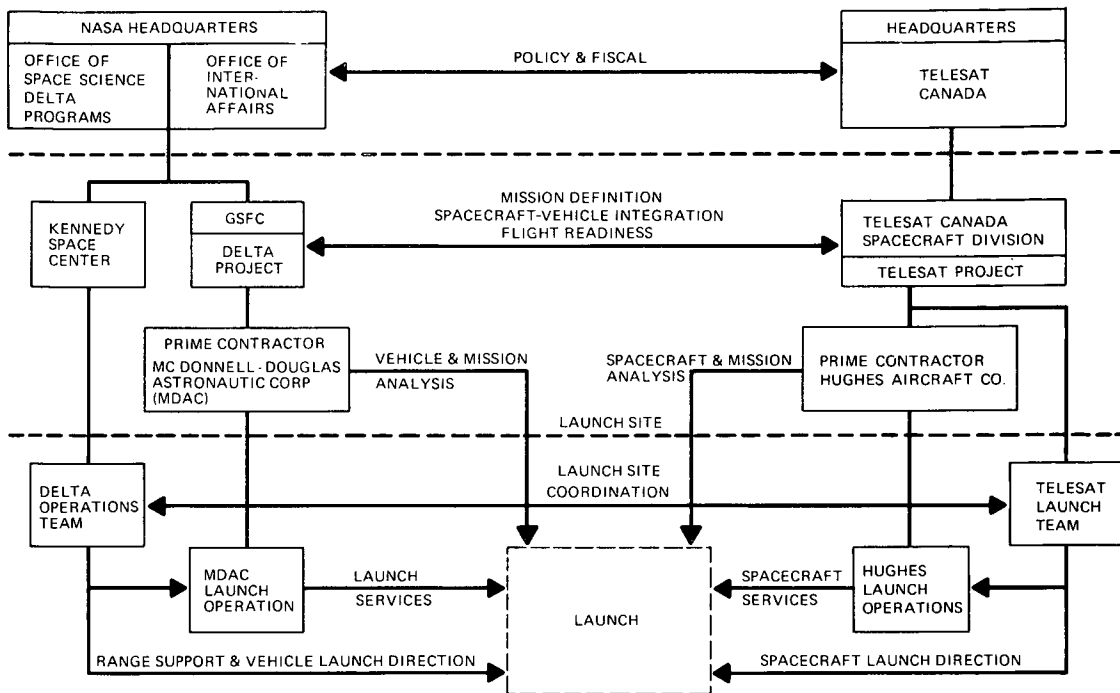 NASA HEADQUARTERS
OFFICE OF
SPACE SCIENCE
DELTA
PROGRAMS
OFFICE OF
INTER-
NATIONAL
AFFAIRS
POLICY & FISCAL
HEADQUARTERS
TELESAT
CANADA
KENNEDY
SPACE
CENTER
GSFC
DELTA
PROJECT
MISSION DEFINITION
SPACECRAFT-VEHICLE INTEGRATION
FLIGHT READINESS
TELESAT CANADA
SPACECRAFT DIVISION
TELESAT PROJECT
PRIME CONTRACTOR
MC DONNELL-DOUGLAS
ASTRONAUTIC CORP
(MDAC)
VEHICLE & MISSION
ANALYSIS
SPACECRAFT & MISSION
ANALYSIS
PRIME CONTRACTOR
HUGHES AIRCRAFT CO.
LAUNCH SITE
DELTA
OPERATIONS
TEAM
LAUNCH SITE
COORDINATION
TELESAT
LAUNCH
TEAM
MDAC
LAUNCH
OPERATION
LAUNCH
SERVICES
LAUNCH
SPACECRAFT
SERVICES
HUGHES
LAUNCH
OPERATIONS
RANGE SUPPORT & VEHICLE LAUNCH DIRECTION
SPACECRAFT LAUNCH DIRECTION